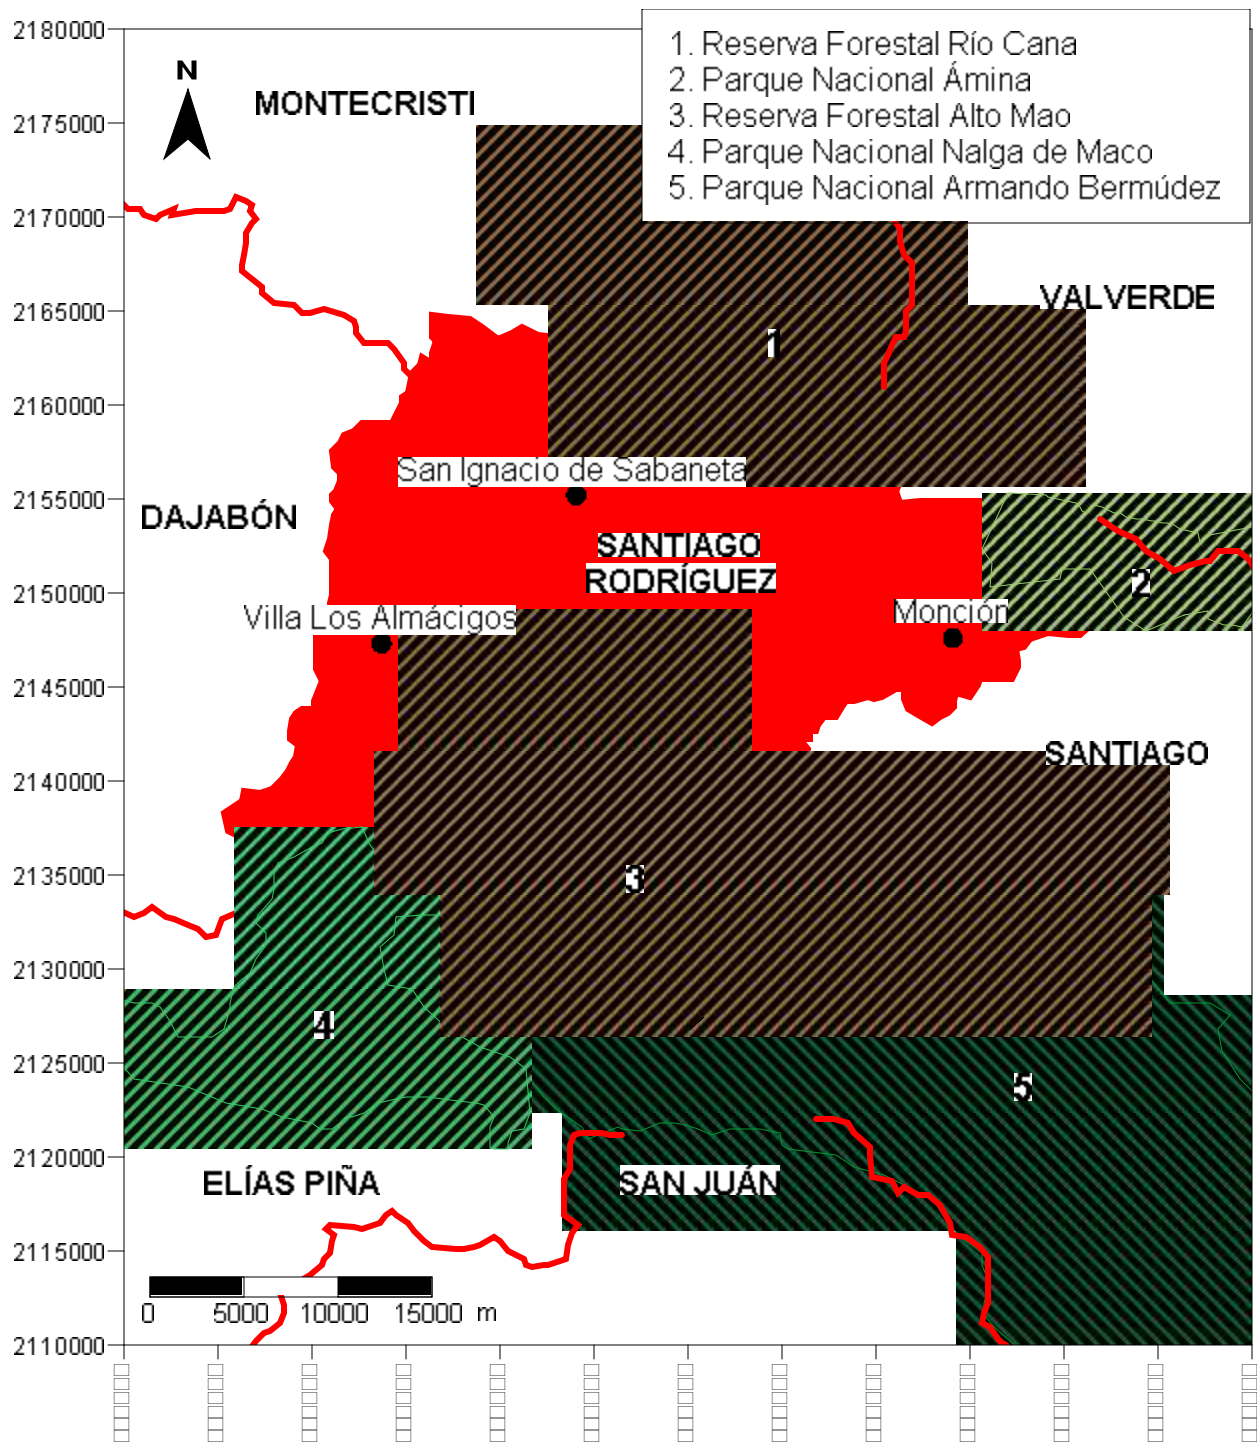 2180000
1. Reserva Forestal Río Cana
2. Parque Nacional Ámina
3. Reserva Forestal Alto Mao
4. Parque Nacional Nalga de Maco
5. Parque Nacional Armando Bermúdez
N
MONTECRISTI
2175000
2170000
VALVERDE
2165000
1
2160000
San Ignacio de Sabaneta
2155000
DAJABÓN
SANTIAGO
RODRÍGUEZ
2
2150000
Villa Los Almácigos
Monción
2145000
SANTIAGO
2140000
3
2135000
2130000
4
2125000
5
2120000
ELÍAS PIÑA
SAN JUÁN
2115000
0 5000 10000 15000 m
2110000